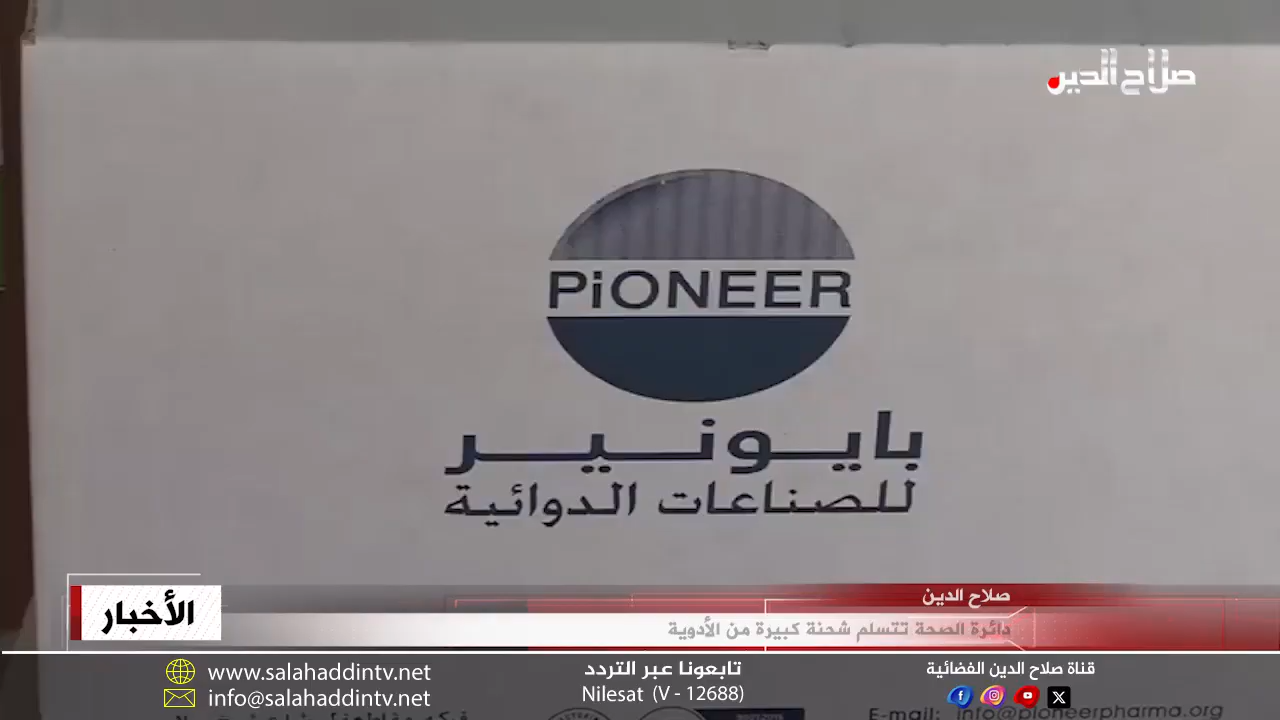 صلاح الدين
PiONEER
بايونير
للصناعات الدوائية
صلاح الدين
الأخبار
دائرة الصحة تتسلم شحنة كبيرة من الأدوية
قناة صلاح الدين الفضائية
تابعونا عبر التردد
Nilesat (V - 12688)
www.salahaddintv.net
info@salahaddintv.net
E-mail: info@pioneerpharma.org